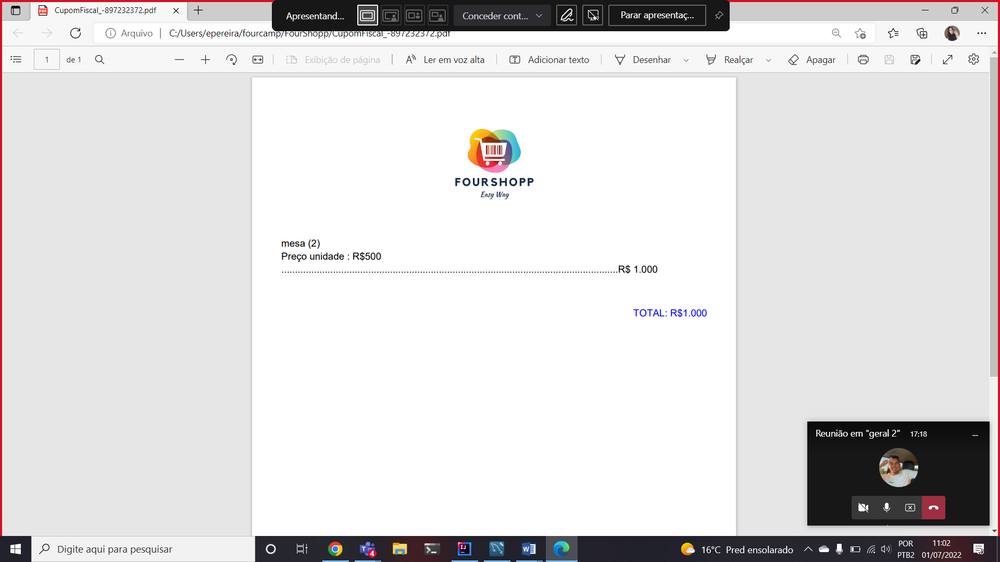 CupomFiscal_-897232372.pdf
Apresentand...
Conceder cont...
Parar apresentaç...
Arquivo
C:/Users/epereira/fourcamp/FourShopp/CupomFiscal_-897232372.pdf
1
de 1
Exibição de página
Ler em voz alta
Adicionar texto
Desenhar
Realçar
Apagar
FOURSHOPP
Easy Way
mesa (2)
Preço unidade : R$500
............................................................................................................................R$ 1.000
TOTAL: R$1.000
Reunião em "geral 2" 17:18
Digite aqui para pesquisar
4
16°C Pred ensolarado
POR
PTB2
11:02
01/07/2022